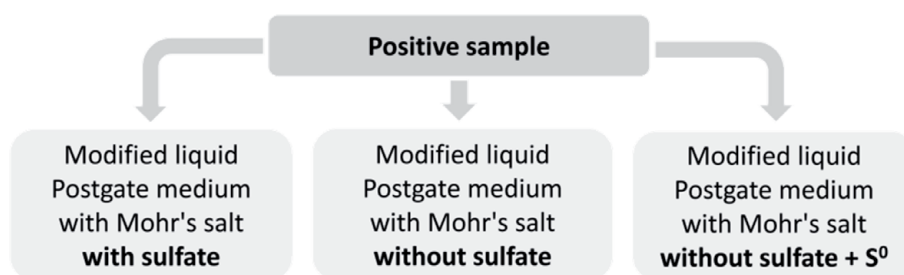 Positive sample
Modified liquid
Postgate medium
with Mohr's salt
with sulfate
Modified liquid
Postgate medium
with Mohr's salt
without sulfate
Modified liquid
Postgate medium
with Mohr's salt
without sulfate + S⁰